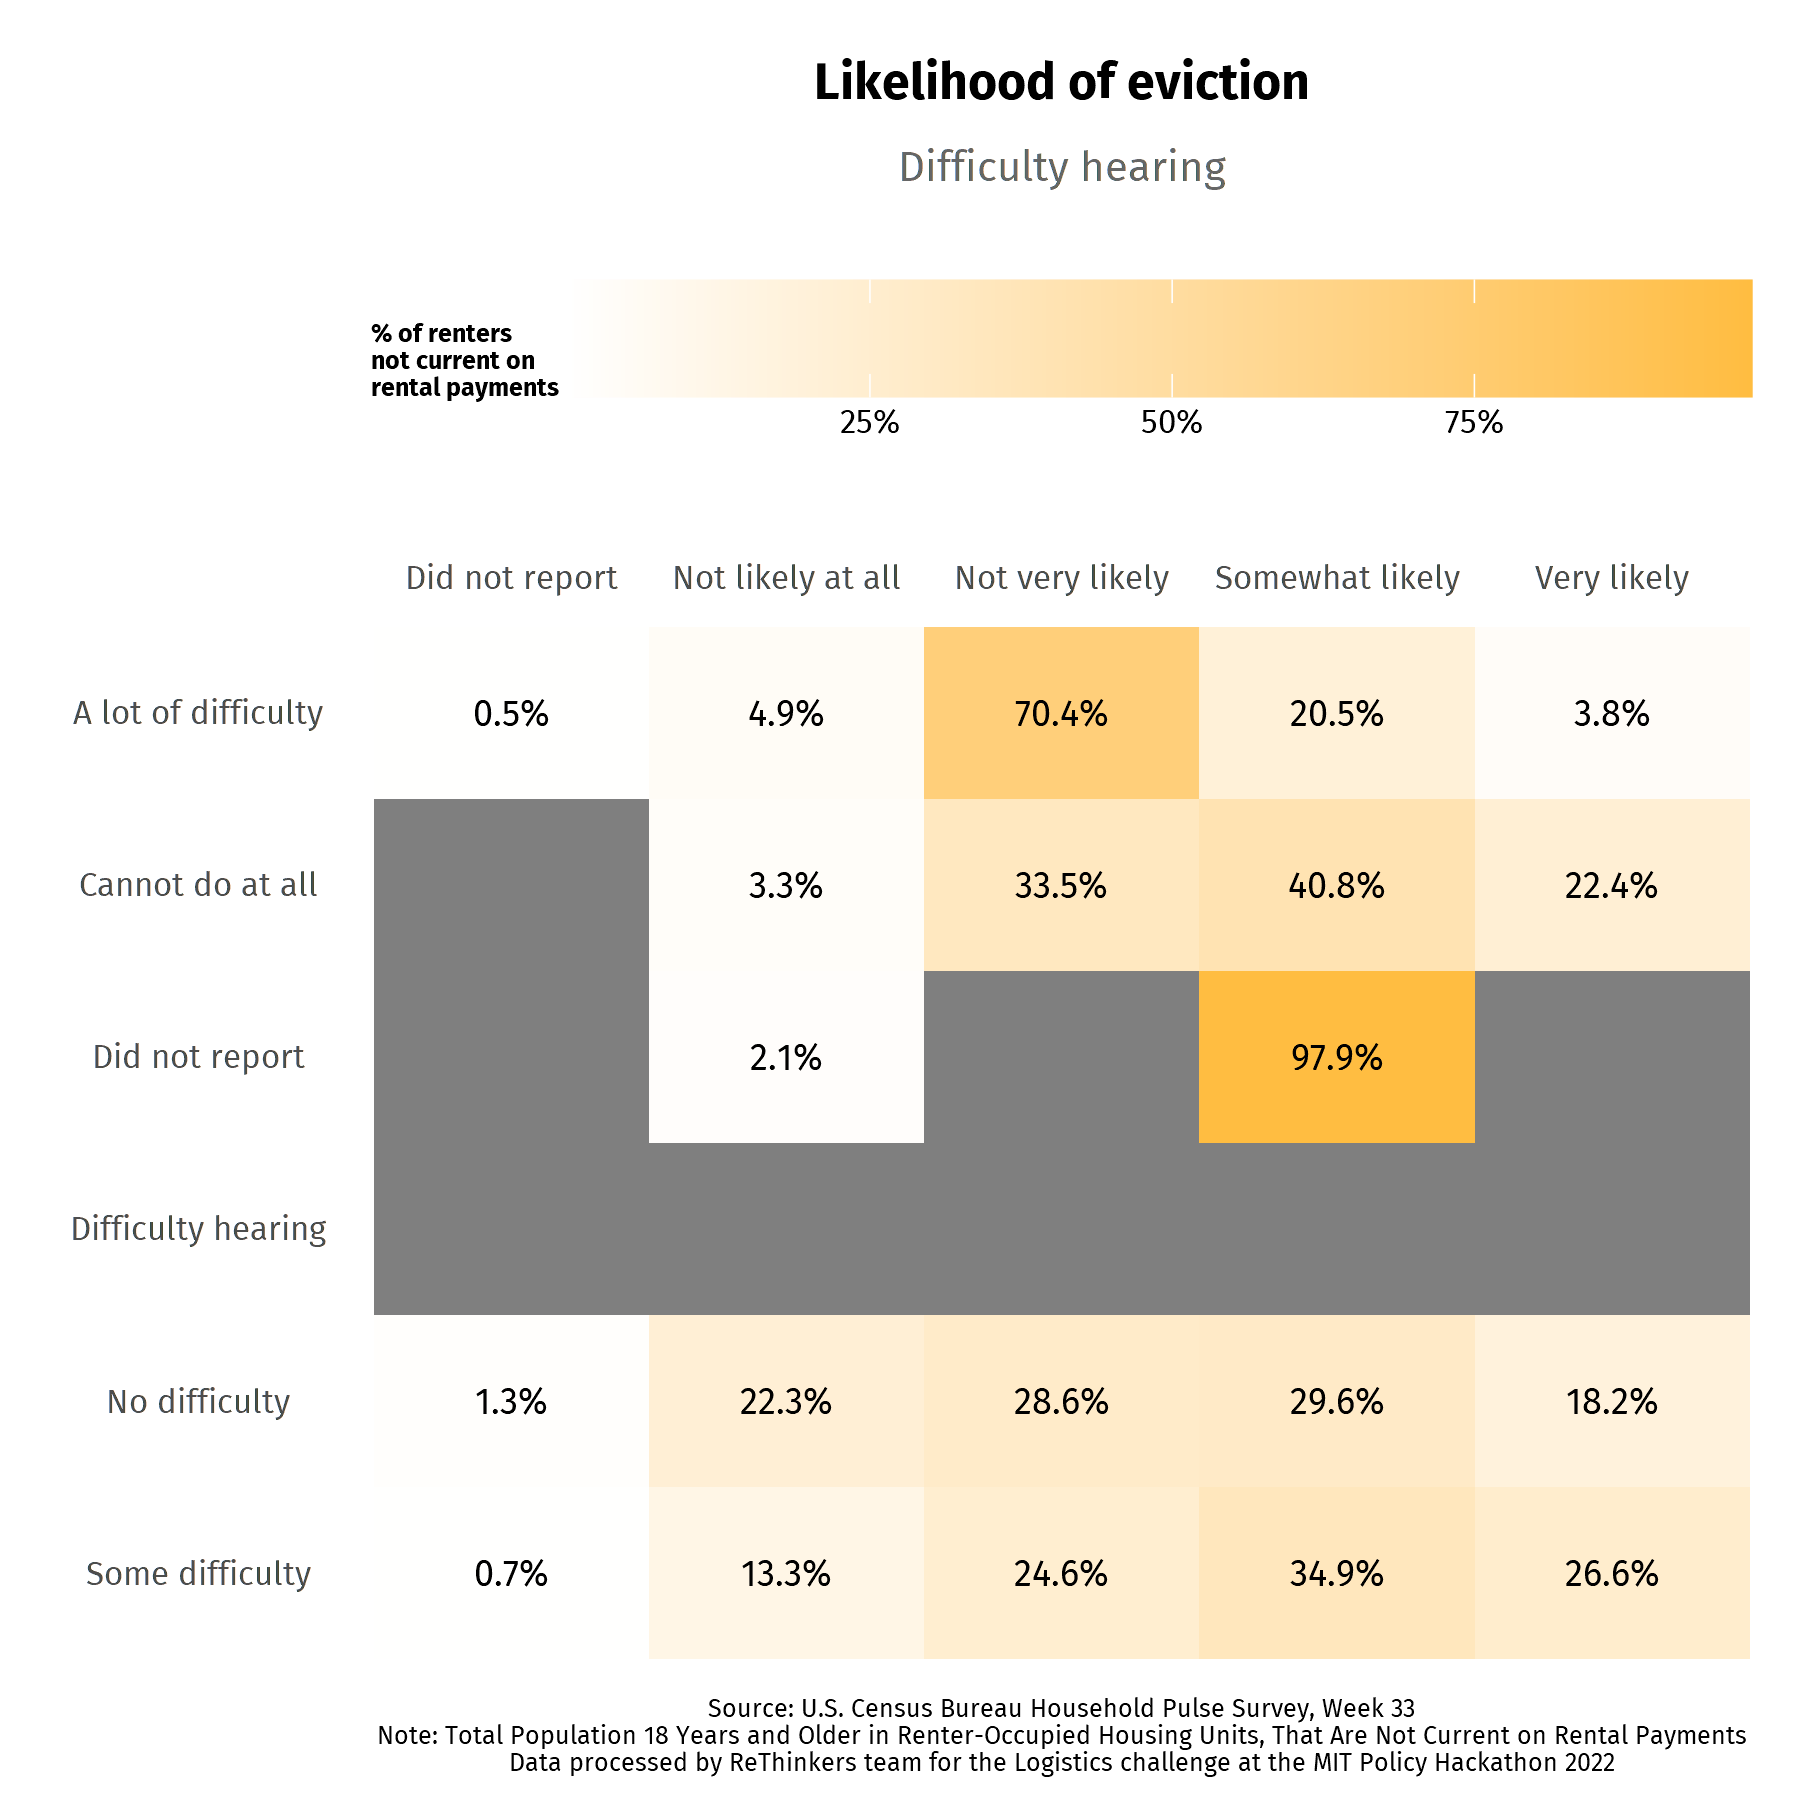 Likelihood of eviction
Difficulty hearing
% of renters
not current on
rental payments
25% 50% 75%
Did not report Not likely at all Not very likely Somewhat likely Very likely
A lot of difficulty 0.5% 4.9% 70.4% 20.5% 3.8%
Cannot do at all 3.3% 33.5% 40.8% 22.4%
Did not report 2.1% 97.9%
Difficulty hearing
No difficulty 1.3% 22.3% 28.6% 29.6% 18.2%
Some difficulty 0.7% 13.3% 24.6% 34.9% 26.6%
Source: U.S. Census Bureau Household Pulse Survey, Week 33
Note: Total Population 18 Years and Older in Renter-Occupied Housing Units, That Are Not Current on Rental Payments
Data processed by ReThinkers team for the Logistics challenge at the MIT Policy Hackathon 2022